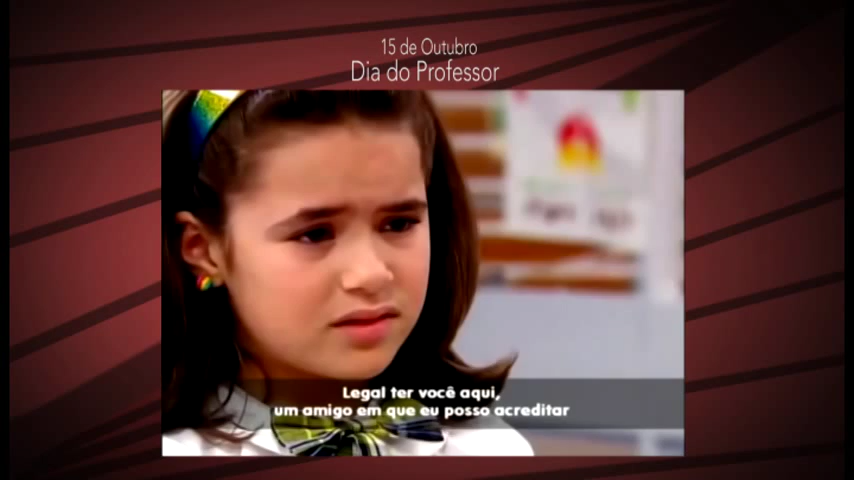 15 de Outubro
Dia do Professor
Legal ter você aqui,
um amigo em que eu posso acreditar